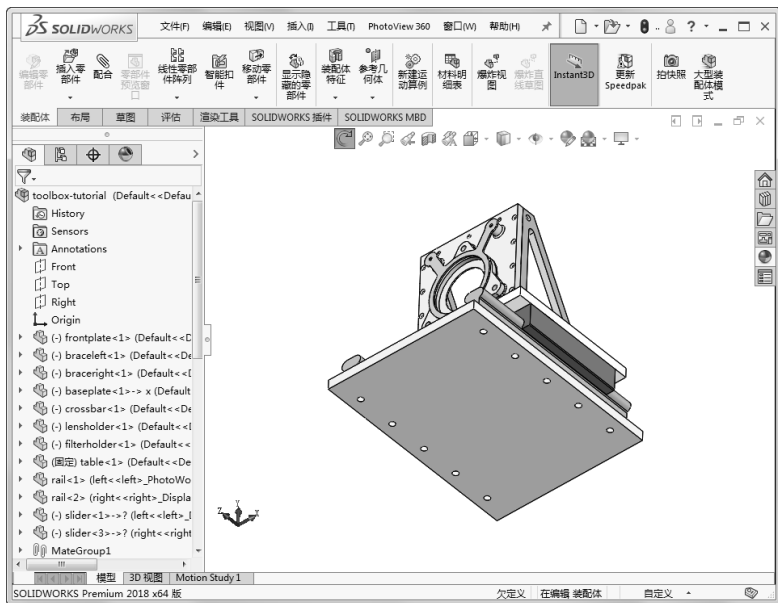 SOLIDWORKS 文件(F) 编辑(E) 视图(V) 插入(I) 工具(T) PhotoView 360 窗口(W) 帮助(H)
编辑零部件
插入零部件
配合
零部件预览窗口
线性零部件阵列
智能扣件
移动零部件
显示隐藏的零部件
装配体特征
参考几何体
新建运动算例
材料明细表
爆炸视图
爆炸直线草图
Instant3D
更新 Speedpak
拍快照
大型装配体模式
装配体 布局 草图 评估 渲染工具 SOLIDWORKS 插件 SOLIDWORKS MBD
toolbox-tutorial (Default<<Defau
History
Sensors
Annotations
Front
Top
Right
Origin
(-) frontplate<1> (Default<<D
(-) braceleft<1> (Default<<De
(-) braceright<1> (Default<<D
(-) baseplate<1>-> x (Default
(-) crossbar<1> (Default<<De
(-) lensholder<1> (Default<<
(-) filterholder<1> (Default<<
(固定) table<1> (Default<<De
rail<1> (left<<left>_PhotoWo
rail<2> (right<<right>_Displa
(-) slider<1>->? (left<<left>_
(-) slider<3>->? (right<<right
MateGroup1
Y
Z X
模型 3D 视图 Motion Study 1
SOLIDWORKS Premium 2018 x64 版 欠定义 在编辑 装配体 自定义